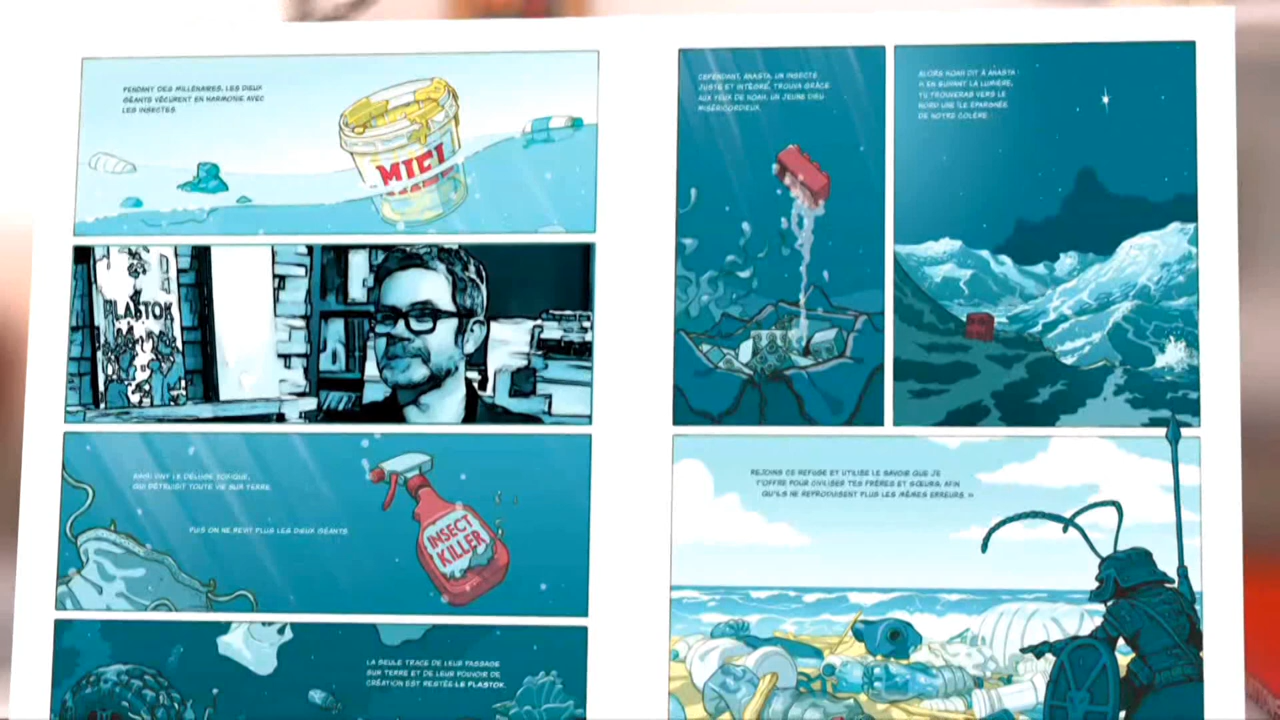 PENDANT DES MILLÉNAIRES, LES DIEUX
GÉANTS VÉCURENT EN HARMONIE AVEC
LES INSECTES
MIEL
PLASTOK
AINSI VINT LE DÉLUGE TOXIQUE,
QUI DÉTRUISIT TOUTE VIE SUR TERRE.
PUIS ON NE REVIT PLUS LES DIEUX GÉANTS
INSECT
KILLER
LA SEULE TRACE DE LEUR PASSAGE
SUR TERRE ET DE LEUR POUVOIR DE
CRÉATION EST RESTÉE LE PLASTOK.
CEPENDANT, ANASTA, UN INSECTE
JUSTE ET INTÈGRE, TROUVA GRÂCE
AUX YEUX DE NOAH, UN JEUNE DIEU
MISÉRICORDIEUX.
ALORS NOAH DIT À ANASTA :
« EN SUIVANT LA LUMIÈRE,
TU TROUVERAS VERS LE
NORD UNE ÎLE ÉPARGNÉE
DE NOTRE COLÈRE
REJOINS CE REFUGE ET UTILISE LE SAVOIR QUE JE
T'OFFRE POUR CIVILISER TES FRÈRES ET SŒURS, AFIN
QU'ILS NE REPRODUISENT PLUS LES MÊMES ERREURS. »